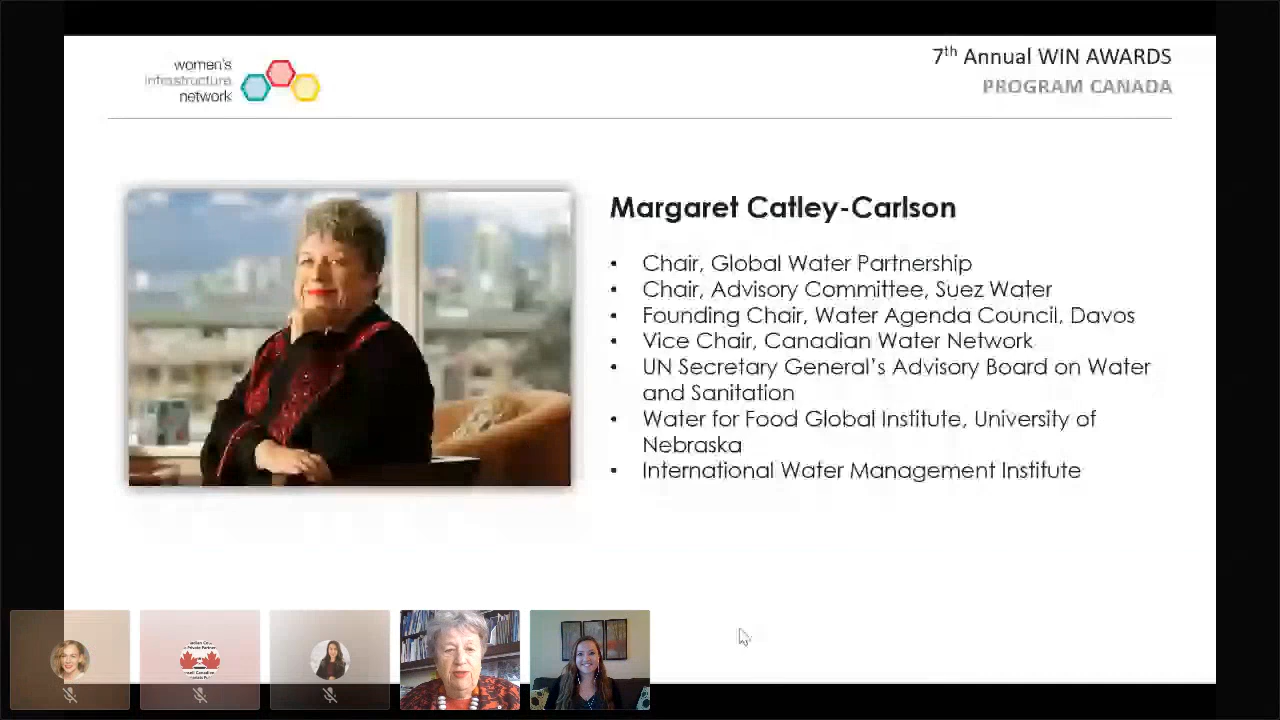 women's
infrastructure
network
7th Annual WIN AWARDS
PROGRAM CANADA
Margaret Catley-Carlson
• Chair, Global Water Partnership
• Chair, Advisory Committee, Suez Water
• Founding Chair, Water Agenda Council, Davos
• Vice Chair, Canadian Water Network
• UN Secretary General's Advisory Board on Water
and Sanitation
• Water for Food Global Institute, University of
Nebraska
• International Water Management Institute